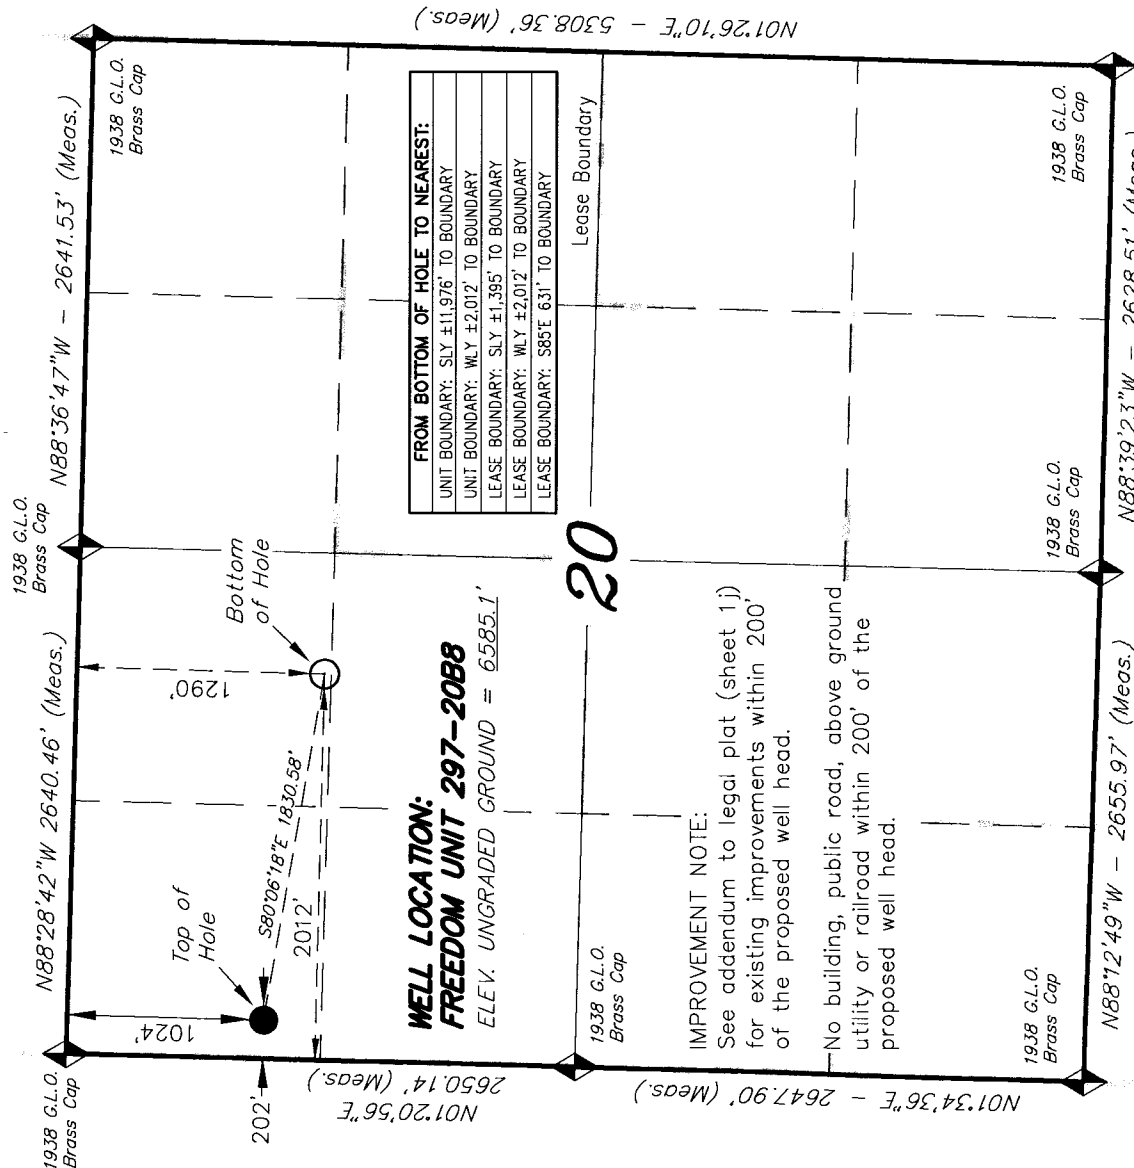 1938 G.L.O.
Brass Cap
N88°28'42"W 2640.46' (Meas.)
1938 G.L.O.
Brass Cap
N88°36'47"W - 2641.53' (Meas.)
1938 G.L.O.
Brass Cap
N01°26'10"E - 5308.36' (Meas.)
202'
1024'
Top of
Hole
S80°06'18"E 1830.58'
2012'
1290'
Bottom
of Hole
N01°20'56"E
2650.14' (Meas.)
WELL LOCATION:
FREEDOM UNIT 297-20B8
ELEV. UNGRADED GROUND = 6585.1'
FROM BOTTOM OF HOLE TO NEAREST:
UNIT BOUNDARY: SLY ±11,976' TO BOUNDARY
UNIT BOUNDARY: WLY ±2,012' TO BOUNDARY
LEASE BOUNDARY: SLY ±1,395' TO BOUNDARY
LEASE BOUNDARY: WLY ±2,012' TO BOUNDARY
LEASE BOUNDARY: S85°E 631' TO BOUNDARY
Lease Boundary
20
1938 G.L.O.
Brass Cap
IMPROVEMENT NOTE:
See addendum to legal plat (sheet 1j)
for existing improvements within 200'
of the proposed well head.
No building, public road, above ground
utility or railroad within 200' of the
proposed well head.
N01°34'36"E - 2647.90' (Meas.)
1938 G.L.O.
Brass Cap
N88°12'49"W - 2655.97' (Meas.)
1938 G.L.O.
Brass Cap
N88°39'23"W - 2628.51' (Meas.)
1938 G.L.O.
Brass Cap